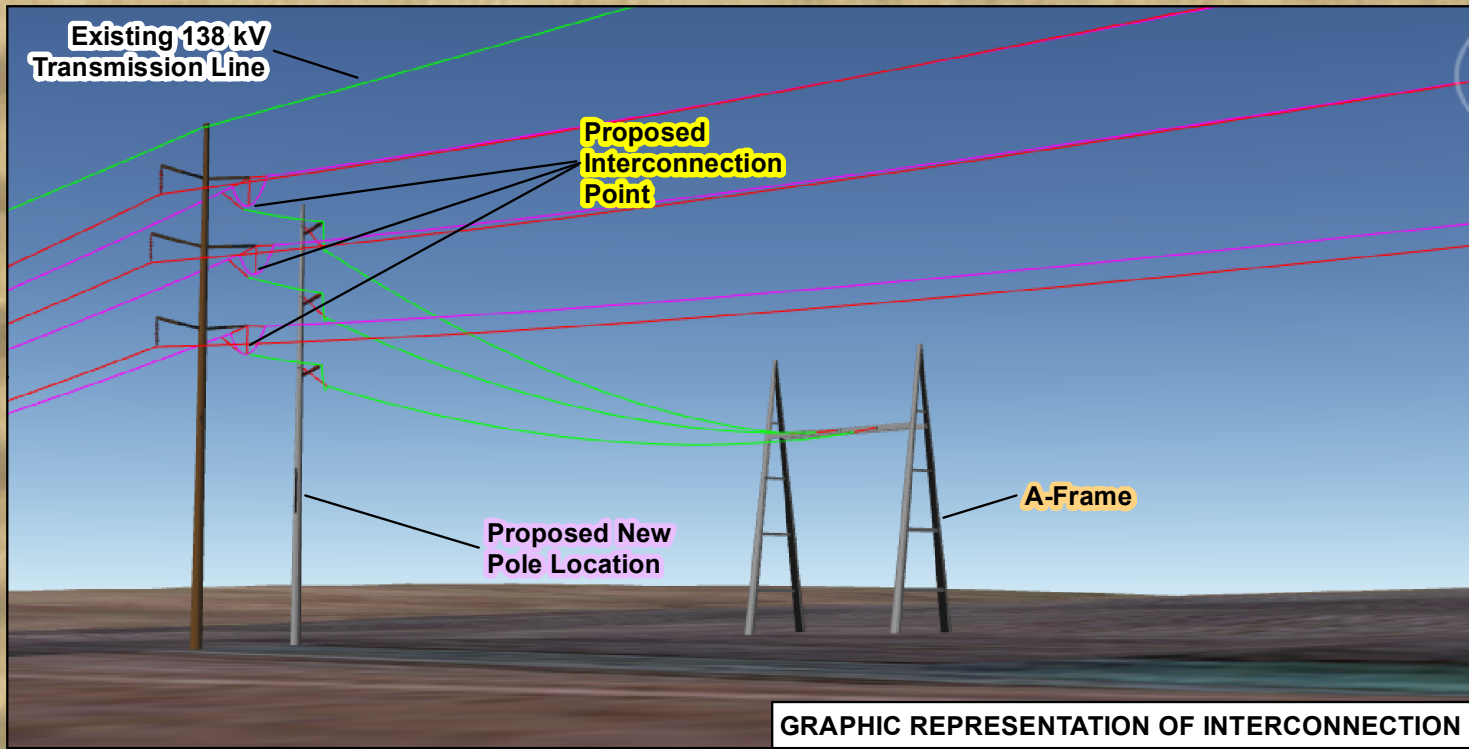 Existing 138 kV
Transmission Line
Proposed
Interconnection
Point
A-Frame
Proposed New
Pole Location
GRAPHIC REPRESENTATION OF INTERCONNECTION